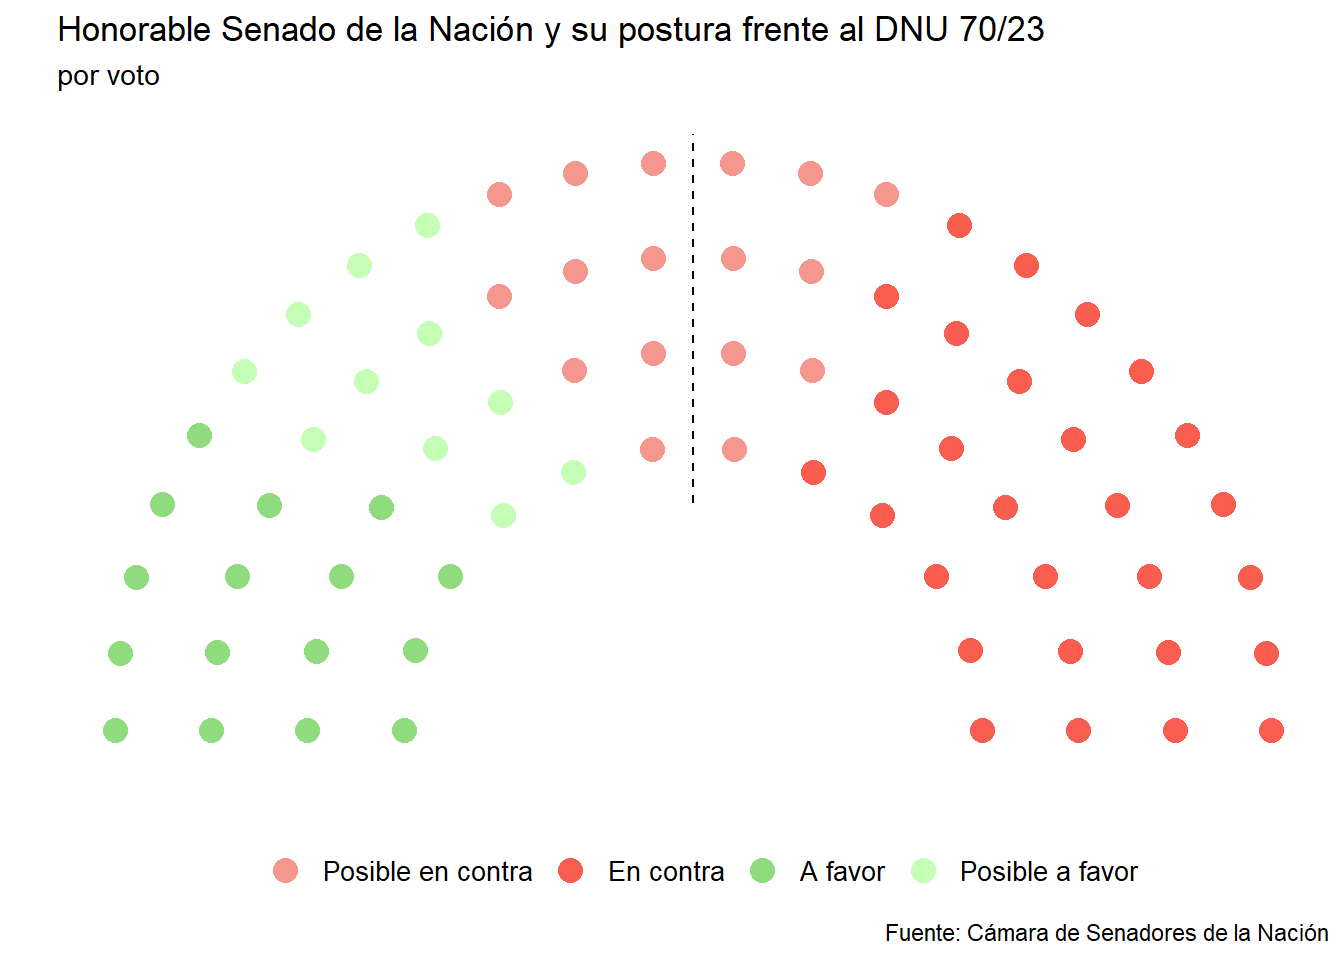 Honorable Senado de la Nación y su postura frente al DNU 70/23
por voto
Posible en contra En contra A favor Posible a favor
Fuente: Cámara de Senadores de la Nación